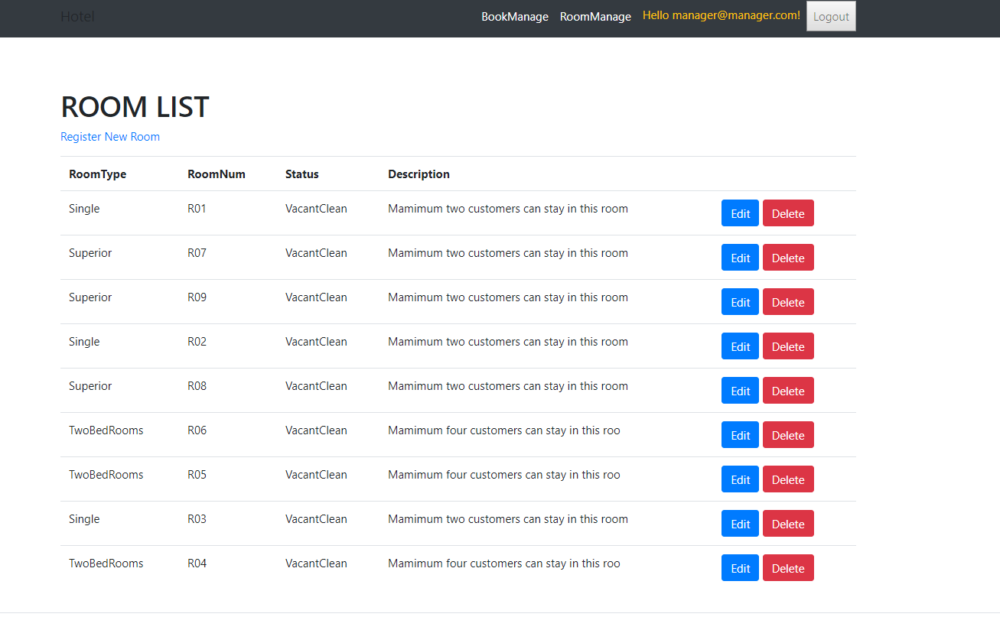 Hotel BookManage RoomManage Hello manager@manager.com! Logout
ROOM LIST
Register New Room
RoomType RoomNum Status Description
Single R01 VacantClean Mamimum two customers can stay in this room Edit Delete
Superior R07 VacantClean Mamimum two customers can stay in this room Edit Delete
Superior R09 VacantClean Mamimum two customers can stay in this room Edit Delete
Single R02 VacantClean Mamimum two customers can stay in this room Edit Delete
Superior R08 VacantClean Mamimum two customers can stay in this room Edit Delete
TwoBedRooms R06 VacantClean Mamimum four customers can stay in this roo Edit Delete
TwoBedRooms R05 VacantClean Mamimum four customers can stay in this roo Edit Delete
Single R03 VacantClean Mamimum two customers can stay in this room Edit Delete
TwoBedRooms R04 VacantClean Mamimum four customers can stay in this roo Edit Delete